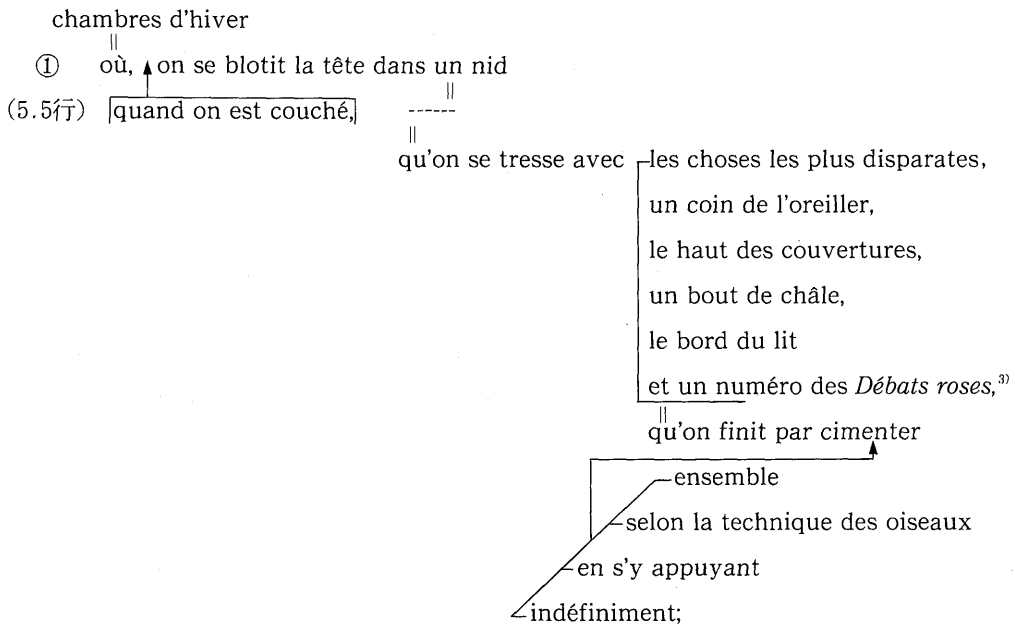 chambres d'hiver
① où, on se blotit la tête dans un nid
(5.5行) quand on est couché,
qu'on se tresse avec les choses les plus disparates,
un coin de l'oreiller,
le haut des couvertures,
un bout de châle,
le bord du lit
et un numéro des Débats roses,³⁾
qu'on finit par cimenter
ensemble
selon la technique des oiseaux
en s'y appuyant
indéfiniment;